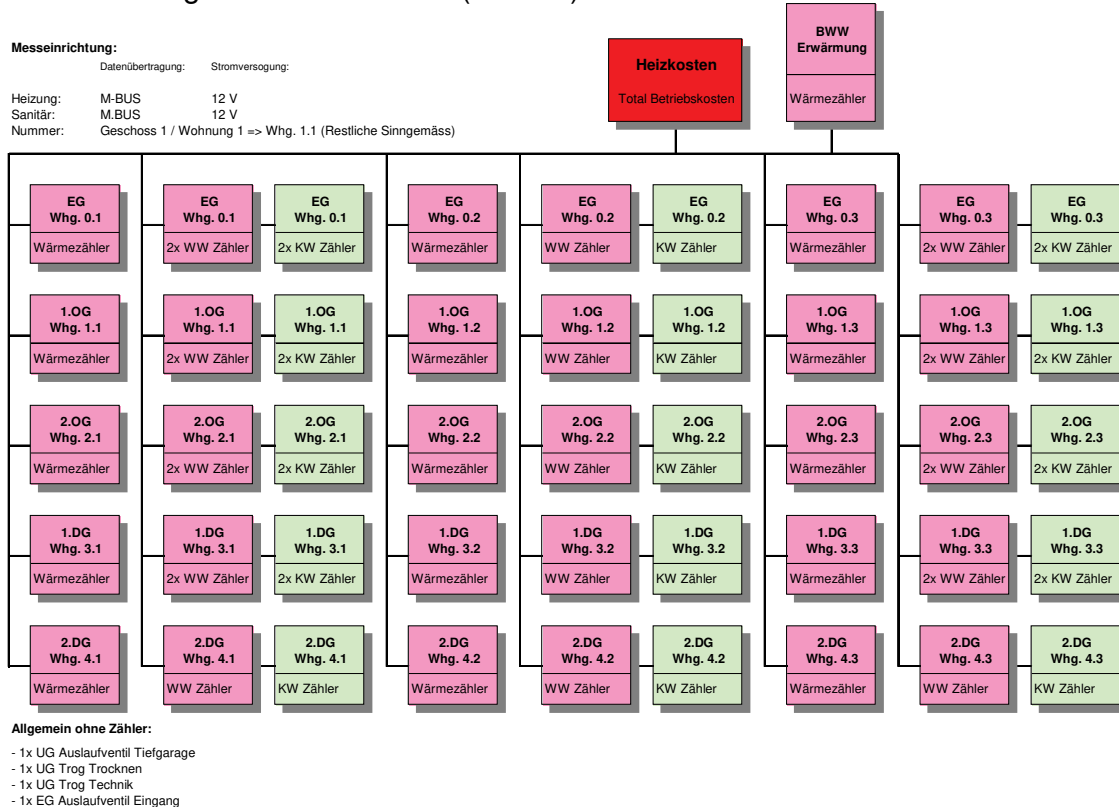 Messeinrichtung:
Datenübertragung: Stromversogung:
Heizung: M-BUS 12 V
Sanitär: M.BUS 12 V
Nummer: Geschoss 1 / Wohnung 1 => Whg. 1.1 (Restliche Sinngemäss)
Heizkosten
Total Betriebskosten
BWW
Erwärmung
Wärmezähler
EG EG EG EG EG EG EG EG EG
Whg. 0.1 Whg. 0.1 Whg. 0.1 Whg. 0.2 Whg. 0.2 Whg. 0.2 Whg. 0.3 Whg. 0.3 Whg. 0.3
Wärmezähler 2x WW Zähler 2x KW Zähler Wärmezähler WW Zähler KW Zähler Wärmezähler 2x WW Zähler 2x KW Zähler
1.OG 1.OG 1.OG 1.OG 1.OG 1.OG 1.OG 1.OG 1.OG
Whg. 1.1 Whg. 1.1 Whg. 1.1 Whg. 1.2 Whg. 1.2 Whg. 1.2 Whg. 1.3 Whg. 1.3 Whg. 1.3
Wärmezähler 2x WW Zähler 2x KW Zähler Wärmezähler WW Zähler KW Zähler Wärmezähler 2x WW Zähler 2x KW Zähler
2.OG 2.OG 2.OG 2.OG 2.OG 2.OG 2.OG 2.OG 2.OG
Whg. 2.1 Whg. 2.1 Whg. 2.1 Whg. 2.2 Whg. 2.2 Whg. 2.2 Whg. 2.3 Whg. 2.3 Whg. 2.3
Wärmezähler 2x WW Zähler 2x KW Zähler Wärmezähler WW Zähler KW Zähler Wärmezähler 2x WW Zähler 2x KW Zähler
1.DG 1.DG 1.DG 1.DG 1.DG 1.DG 1.DG 1.DG 1.DG
Whg. 3.1 Whg. 3.1 Whg. 3.1 Whg. 3.2 Whg. 3.2 Whg. 3.2 Whg. 3.3 Whg. 3.3 Whg. 3.3
Wärmezähler 2x WW Zähler 2x KW Zähler Wärmezähler WW Zähler KW Zähler Wärmezähler 2x WW Zähler 2x KW Zähler
2.DG 2.DG 2.DG 2.DG 2.DG 2.DG 2.DG 2.DG 2.DG
Whg. 4.1 Whg. 4.1 Whg. 4.1 Whg. 4.2 Whg. 4.2 Whg. 4.2 Whg. 4.3 Whg. 4.3 Whg. 4.3
Wärmezähler WW Zähler KW Zähler Wärmezähler WW Zähler KW Zähler Wärmezähler WW Zähler KW Zähler
Allgemein ohne Zähler:
- 1x UG Auslaufventil Tiefgarage
- 1x UG Trog Trocknen
- 1x UG Trog Technik
- 1x EG Auslaufventil Eingang